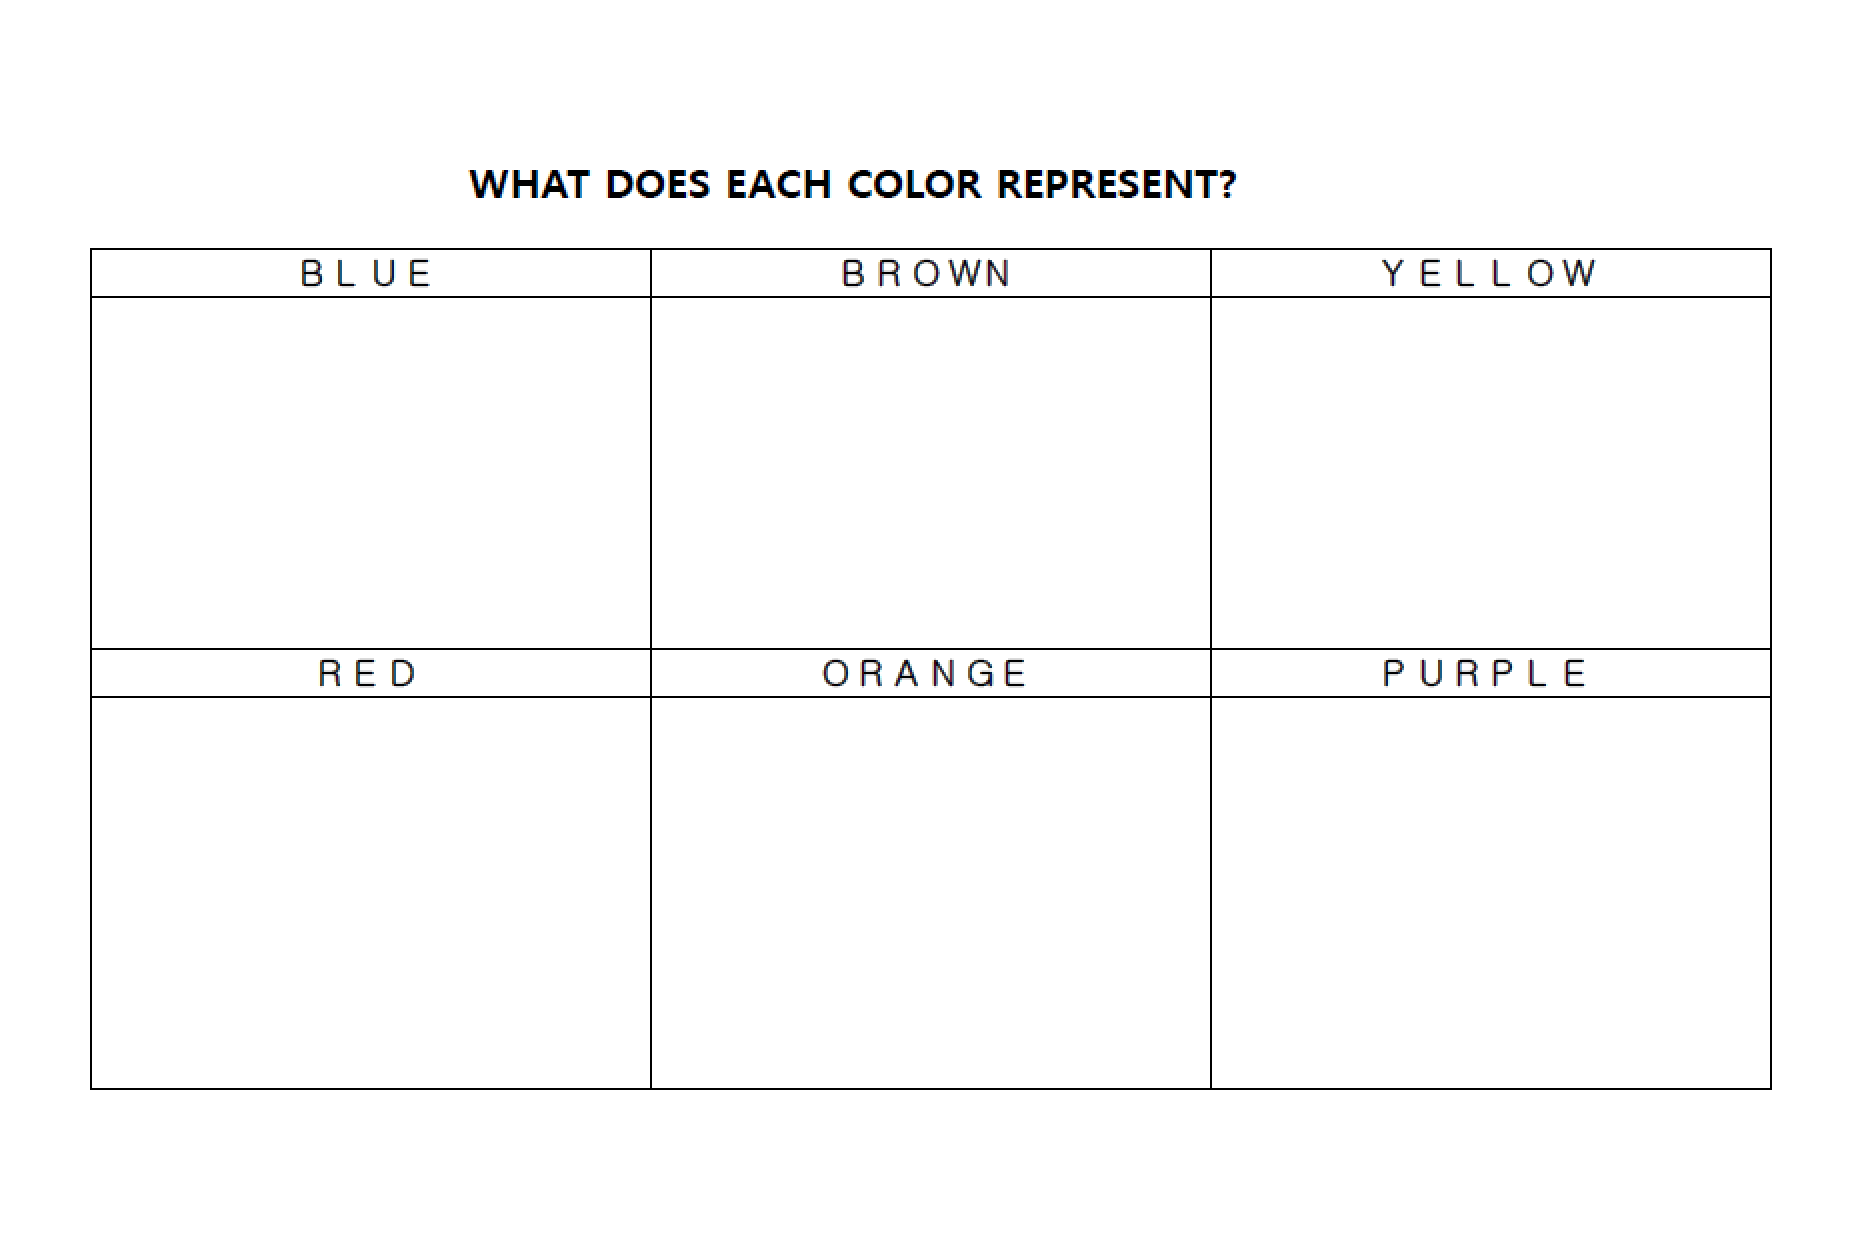 WHAT DOES EACH COLOR REPRESENT?
BLUE BROWN YELLOW
RED ORANGE PURPLE